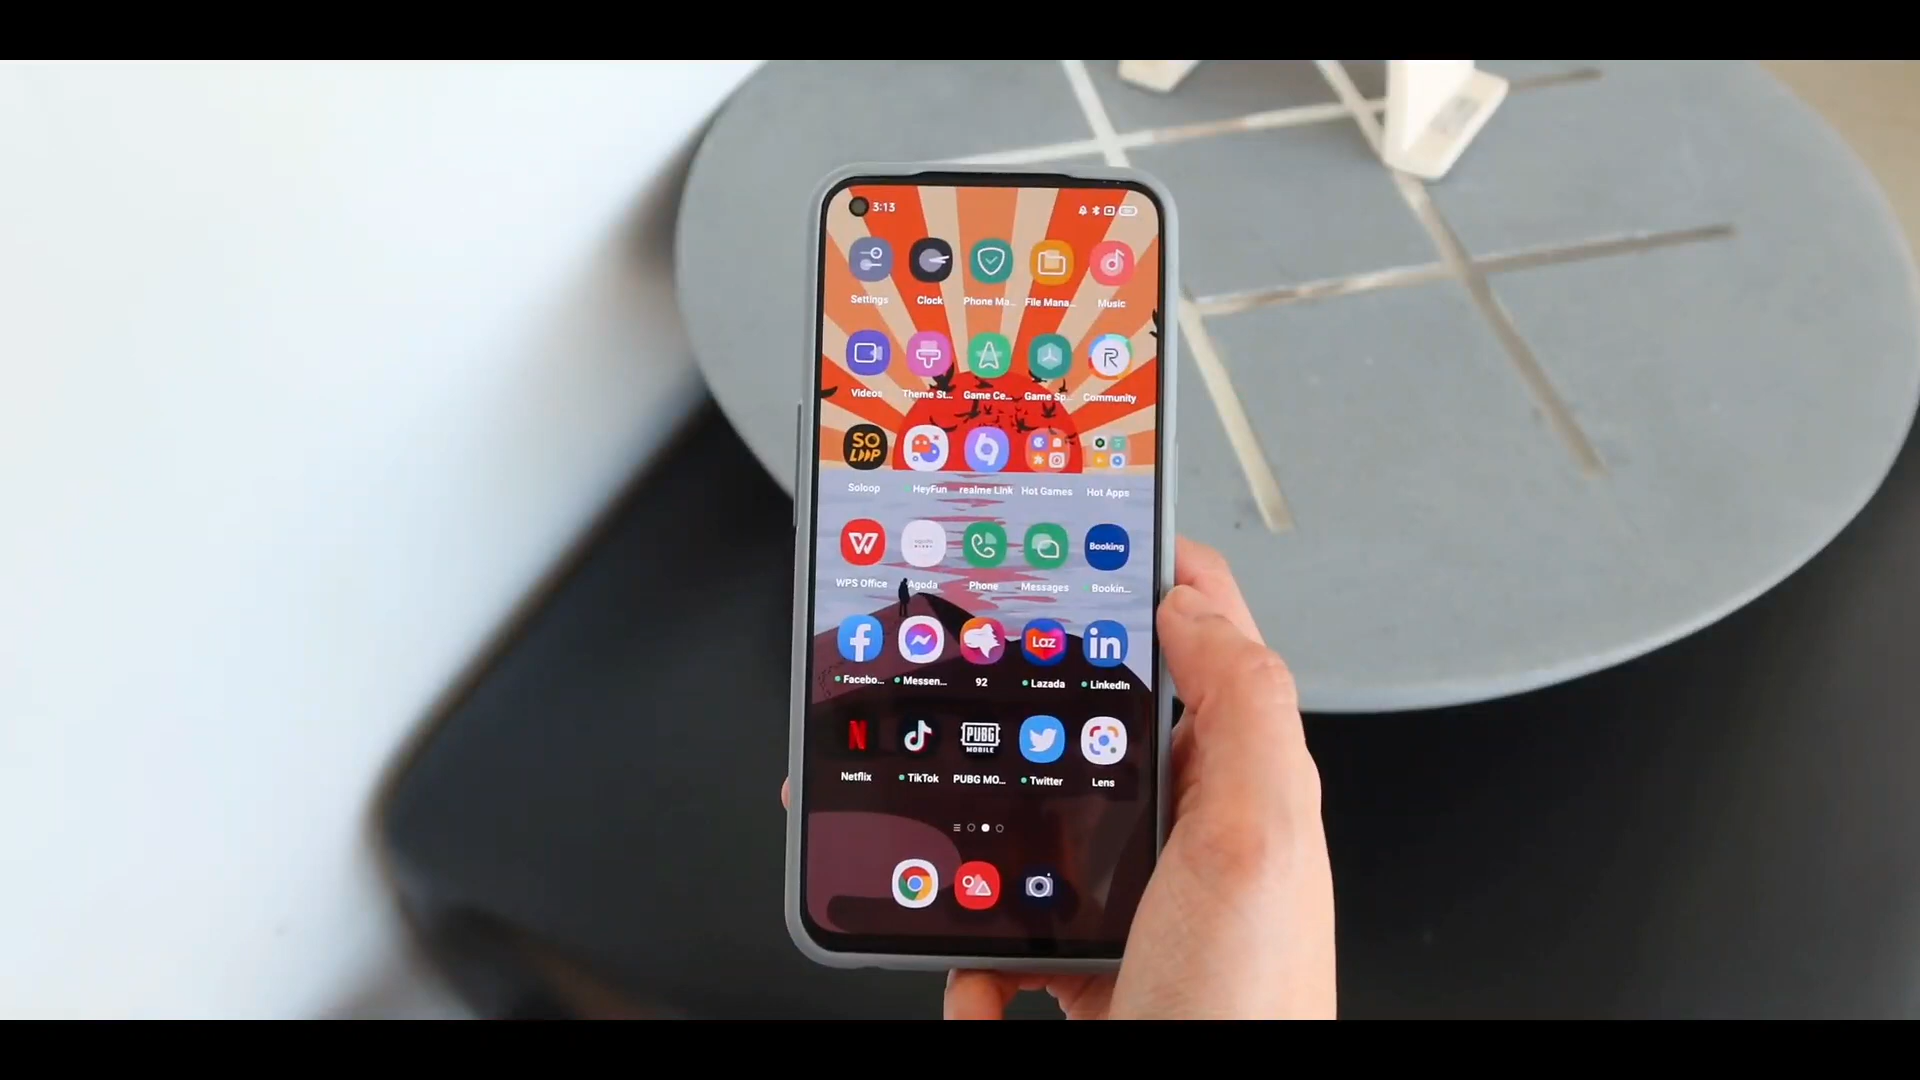 3:13
Settings Clock Phone Ma... File Mana... Music
Videos Theme St... Game Ce... Game Sp... Community
SO
LOOP
Soloop HeyFun realme Link Hot Games Hot Apps
Booking
WPS Office Agoda Phone Messages Bookin...
Laz
in
Facebo... Messen... 92 Lazada LinkedIn
PUBG
MOBILE
Netflix TikTok PUBG MO... Twitter Lens